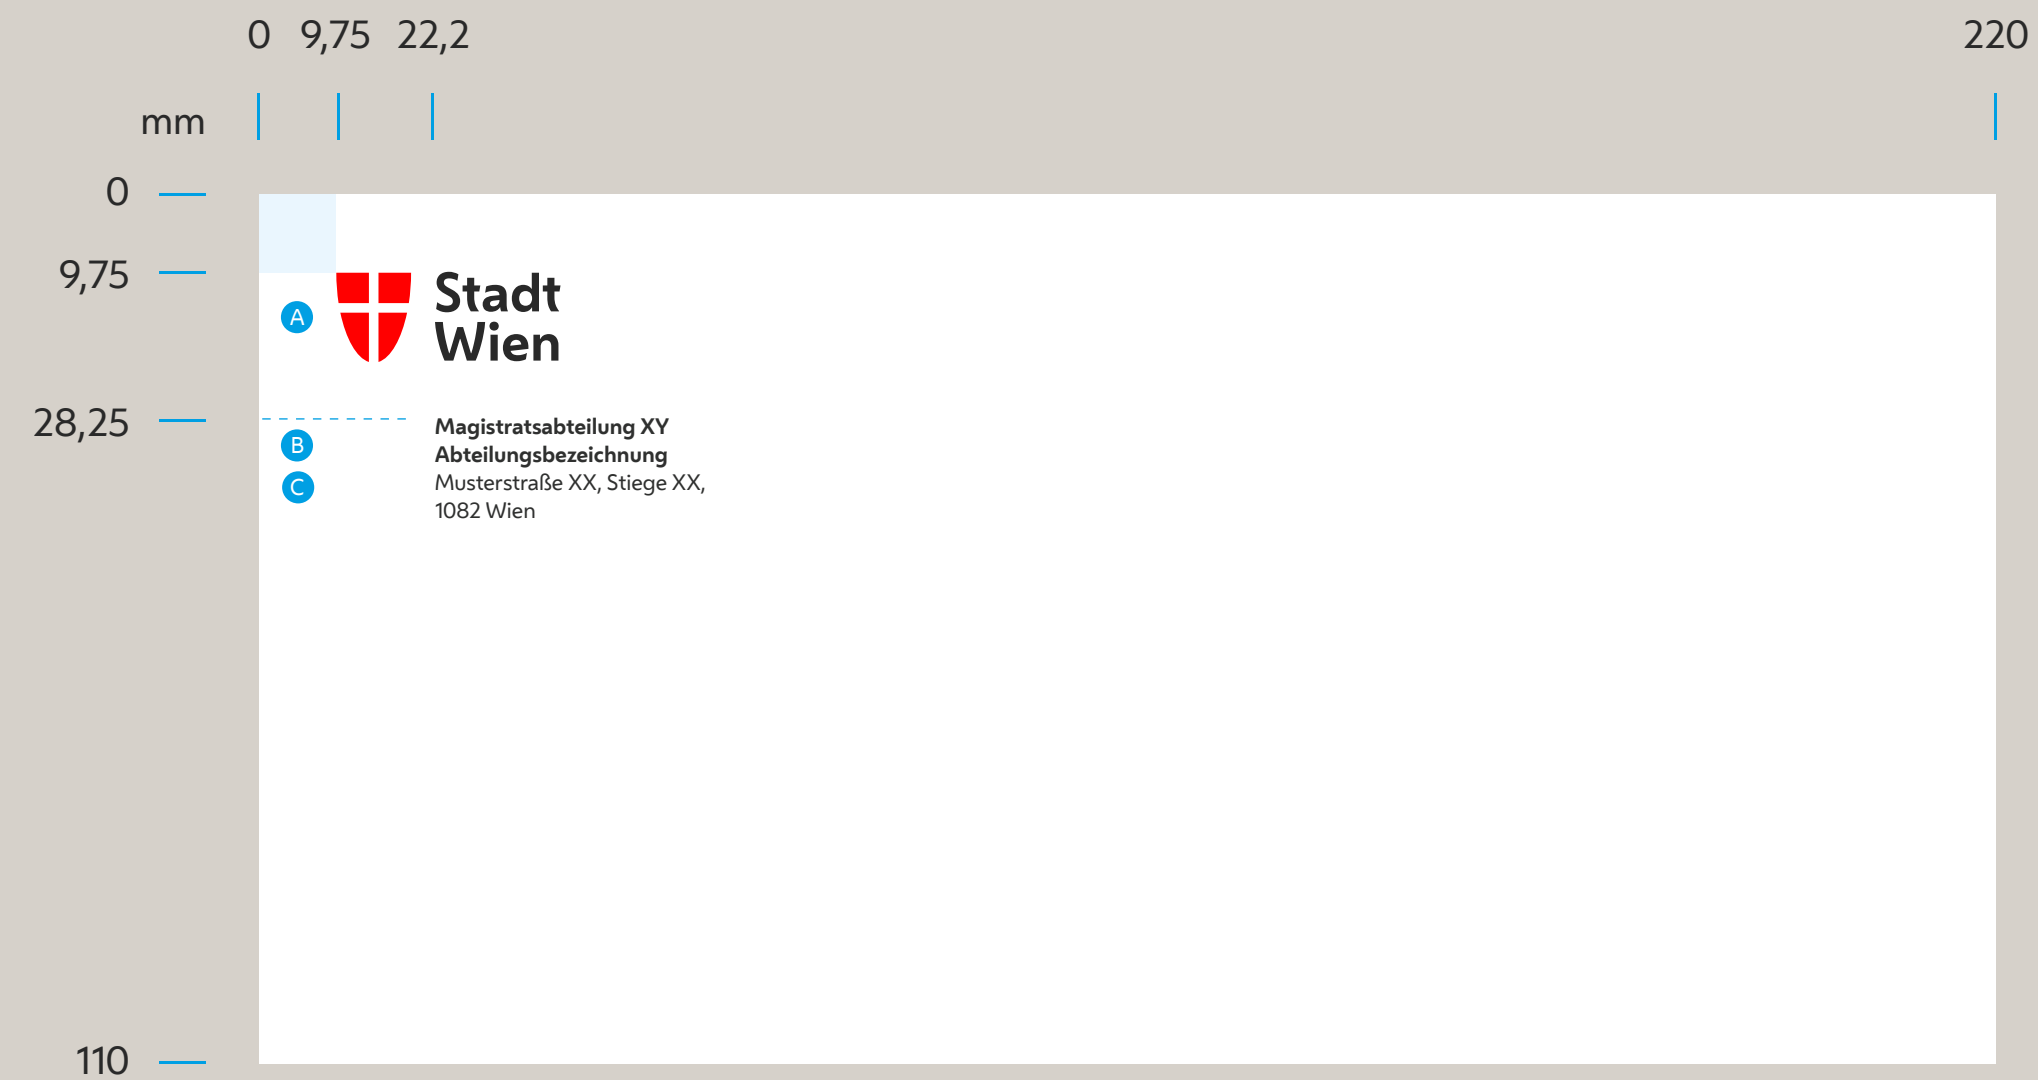 0 9,75 22,2 220
mm
0
9,75
A
Stadt
Wien
28,25
Magistratsabteilung XY
B
Abteilungsbezeichnung
C
Musterstraße XX, Stiege XX,
1082 Wien
110